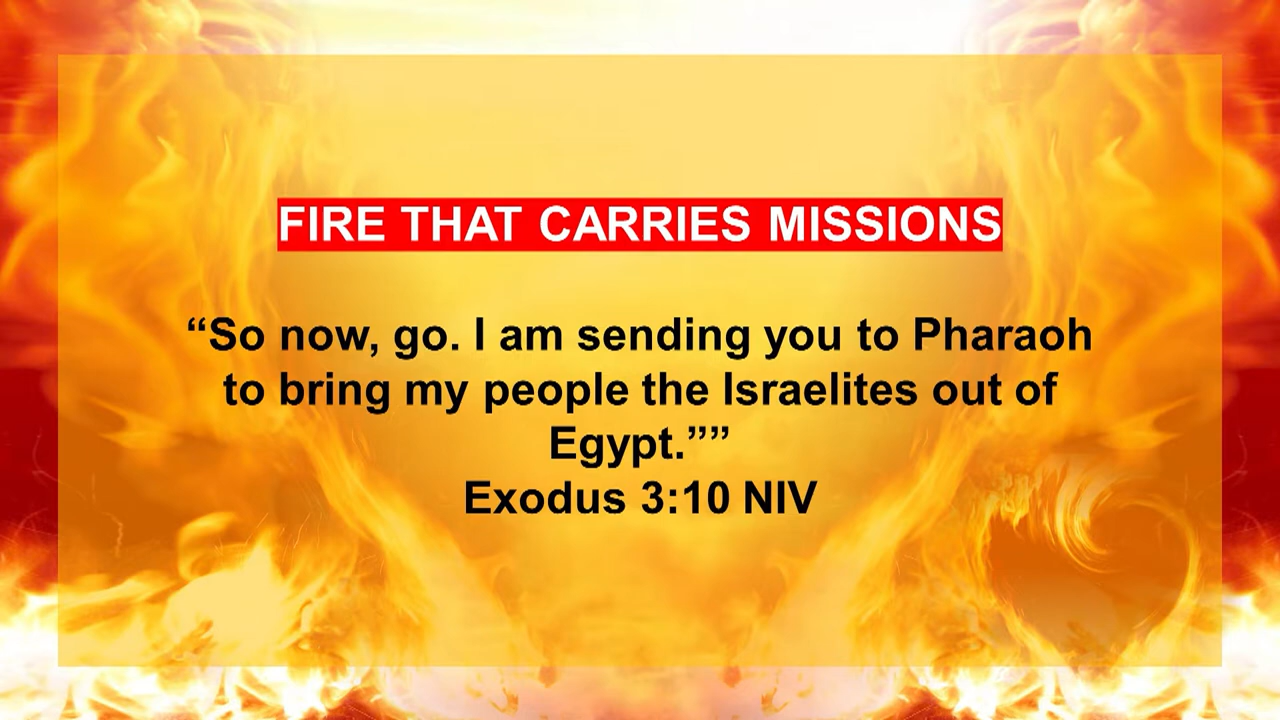 FIRE THAT CARRIES MISSIONS
“So now, go. I am sending you to Pharaoh
to bring my people the Israelites out of
Egypt.””
Exodus 3:10 NIV